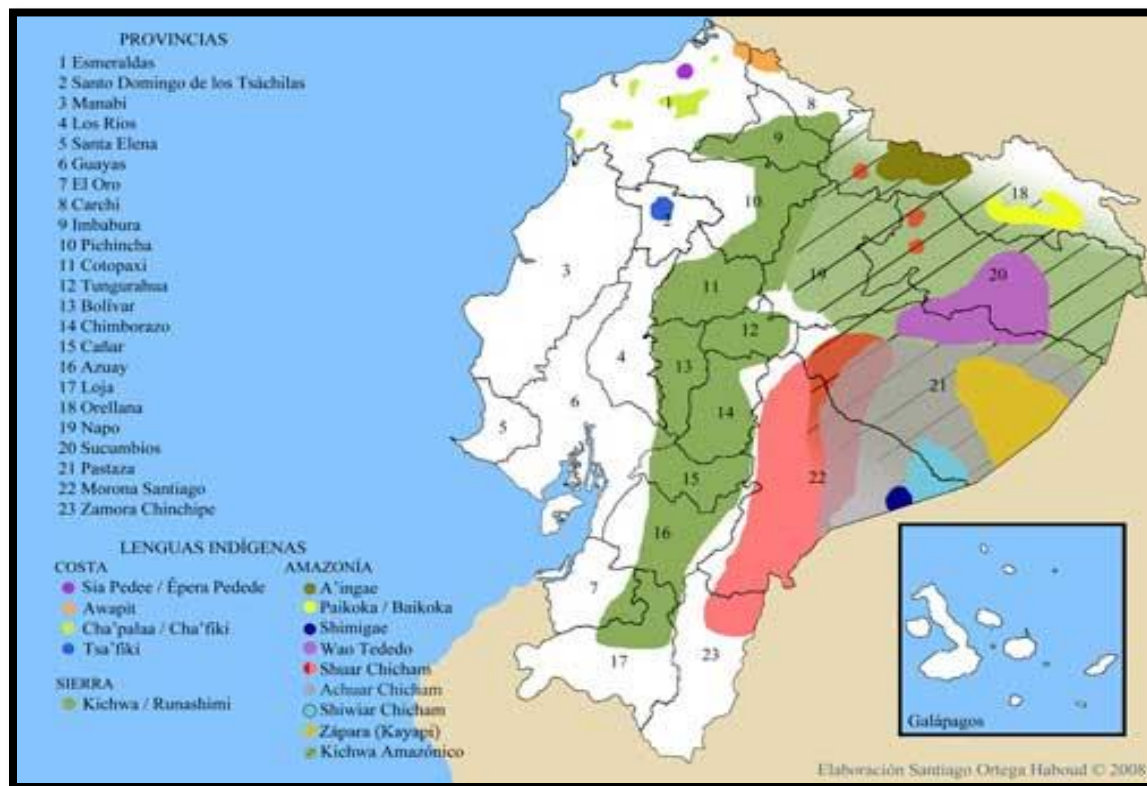 PROVINCIAS
1 Esmeraldas
2 Santo Domingo de los Tsáchilas
3 Manabí
4 Los Ríos
5 Santa Elena
6 Guayas
7 El Oro
8 Carchi
9 Imbabura
10 Pichincha
11 Cotopaxi
12 Tungurahua
13 Bolívar
14 Chimborazo
15 Cañar
16 Azuay
17 Loja
18 Orellana
19 Napo
20 Sucumbíos
21 Pastaza
22 Morona Santiago
23 Zamora Chinchipe
LENGUAS INDÍGENAS
COSTA
Sia Pedee / Épera Pedede
Awapit
Cha'palaa / Cha'fiki
Tsa'fiki
SIERRA
Kichwa / Runashimi
AMAZONÍA
A'ingae
Paikoka / Baikoka
Shimigae
Wao Tededo
Shuar Chicham
Achuar Chicham
Shiwiar Chicham
Zápara (Kayapi)
Kichwa Amazónico
1
8
9
10
18
2
3
19
20
11
12
4
13
21
6
14
5
15
22
16
7
17
23
Galápagos
Elaboración Santiago Ortega Haboud © 2008